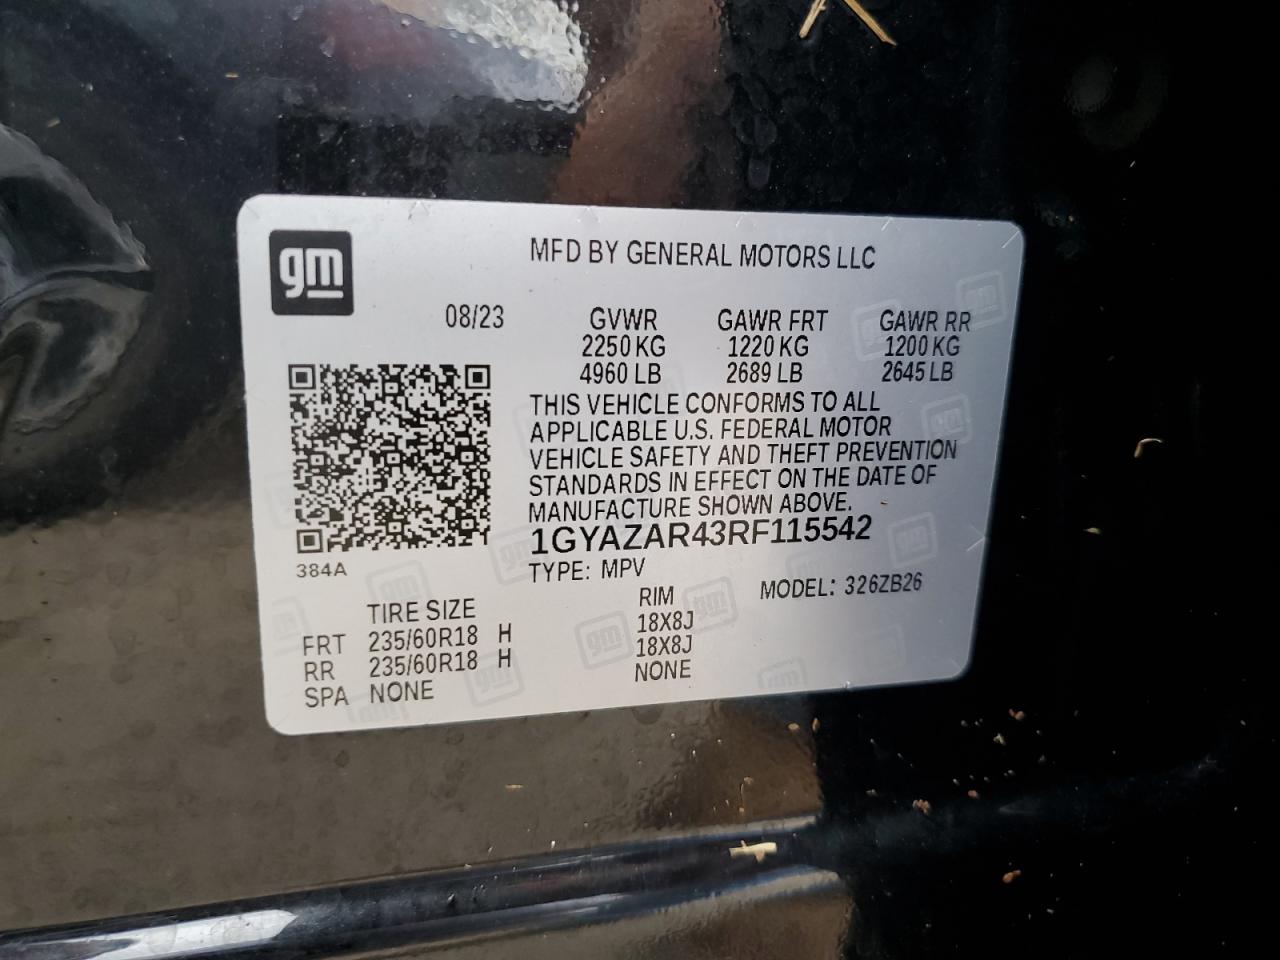 gm
MFD BY GENERAL MOTORS LLC
08/23 GVWR GAWR FRT GAWR RR
2250 KG 1220 KG 1200 KG
4960 LB 2689 LB 2645 LB
THIS VEHICLE CONFORMS TO ALL
APPLICABLE U.S. FEDERAL MOTOR
VEHICLE SAFETY AND THEFT PREVENTION
STANDARDS IN EFFECT ON THE DATE OF
MANUFACTURE SHOWN ABOVE.
1GYAZAR43RF115542
384A
TYPE: MPV MODEL: 326ZB26
TIRE SIZE RIM
FRT 235/60R18 H 18X8J
RR 235/60R18 H 18X8J
SPA NONE NONE